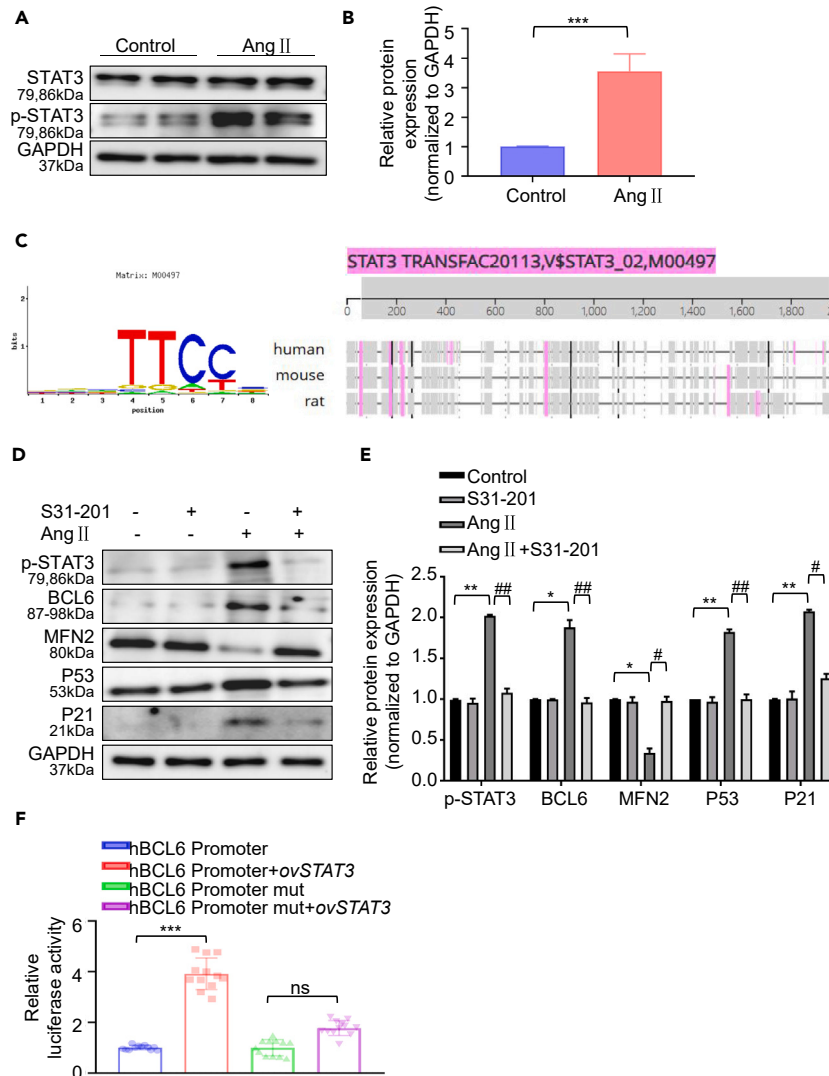 A
Control Ang Ⅱ
STAT3
79,86kDa
p-STAT3
79,86kDa
GAPDH
37kDa
B
Relative protein
expression
(normalized to GAPDH)
5
4
3
2
1
0
***
Control Ang Ⅱ
C
Matrix: M00497
bits
2
1
TTCC
T
1 2 3 4 5 6 7 8
position
STAT3 TRANSFAC20113,V$STAT3_02,M00497
0 200 400 600 800 1,000 1,200 1,400 1,600 1,800
human
mouse
rat
D
S31-201 - + - +
Ang Ⅱ - - + +
p-STAT3
79,86kDa
BCL6
87-98kDa
MFN2
80kDa
P53
53kDa
P21
21kDa
GAPDH
37kDa
E
Control
S31-201
Ang Ⅱ
Ang Ⅱ+S31-201
Relative protein expression
(normalized to GAPDH)
2.5
2.0
1.5
1.0
0.5
0.0
** ## * ## * # ** ## ** #
p-STAT3 BCL6 MFN2 P53 P21
F
hBCL6 Promoter
hBCL6 Promoter+ovSTAT3
hBCL6 Promoter mut
hBCL6 Promoter mut+ovSTAT3
Relative
luciferase activity
6
4
2
0
***
ns